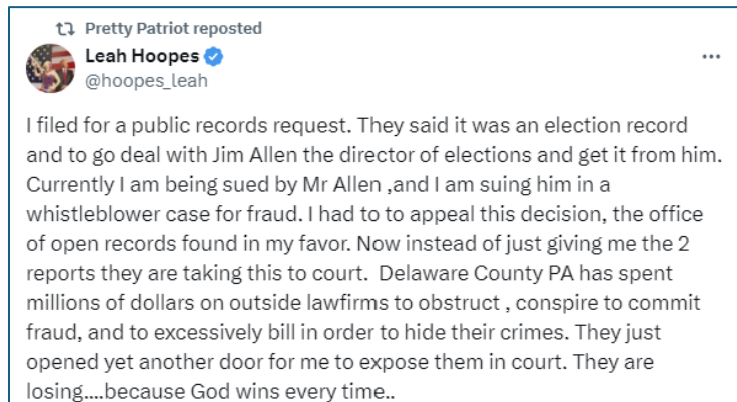 Pretty Patriot reposted
Leah Hoopes
@hoopes_leah
I filed for a public records request. They said it was an election record
and to go deal with Jim Allen the director of elections and get it from him.
Currently I am being sued by Mr Allen ,and I am suing him in a
whistleblower case for fraud. I had to to appeal this decision, the office
of open records found in my favor. Now instead of just giving me the 2
reports they are taking this to court.  Delaware County PA has spent
millions of dollars on outside lawfirms to obstruct , conspire to commit
fraud, and to excessively bill in order to hide their crimes. They just
opened yet another door for me to expose them in court. They are
losing....because God wins every time..